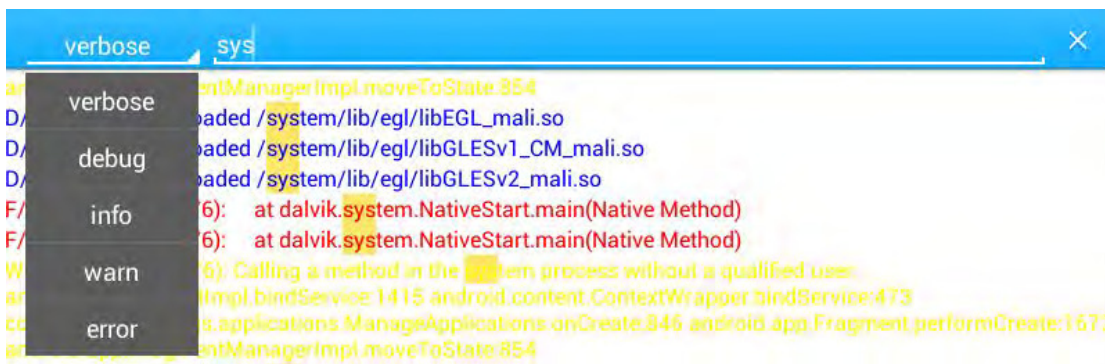 verbose sys ×
entManagerImpl.moveToState:854
verbose
D/ oaded /system/lib/egl/libEGL_mali.so
D/ oaded /system/lib/egl/libGLESv1_CM_mali.so
debug
D/ oaded /system/lib/egl/libGLESv2_mali.so
F/ 6): at dalvik.system.NativeStart.main(Native Method)
info
F/ 6): at dalvik.system.NativeStart.main(Native Method)
warn
W 6): Calling a method in the system process without a qualified user:
Impl.bindService:1415 android.content.ContextWrapper.bindService:473
error
s.applications.ManageApplications.onCreate:846 android.app.Fragment.performCreate:167
entManagerImpl.moveToState:854